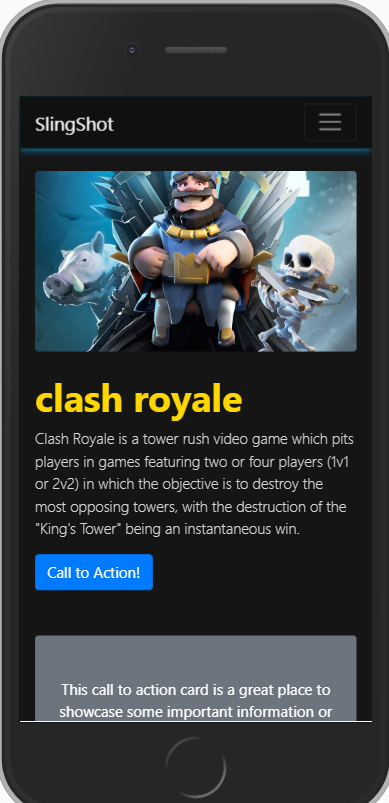 SlingShot
clash royale
Clash Royale is a tower rush video game which pits
players in games featuring two or four players (1v1
or 2v2) in which the objective is to destroy the
most opposing towers, with the destruction of the
"King's Tower" being an instantaneous win.
Call to Action!
This call to action card is a great place to
showcase some important information or